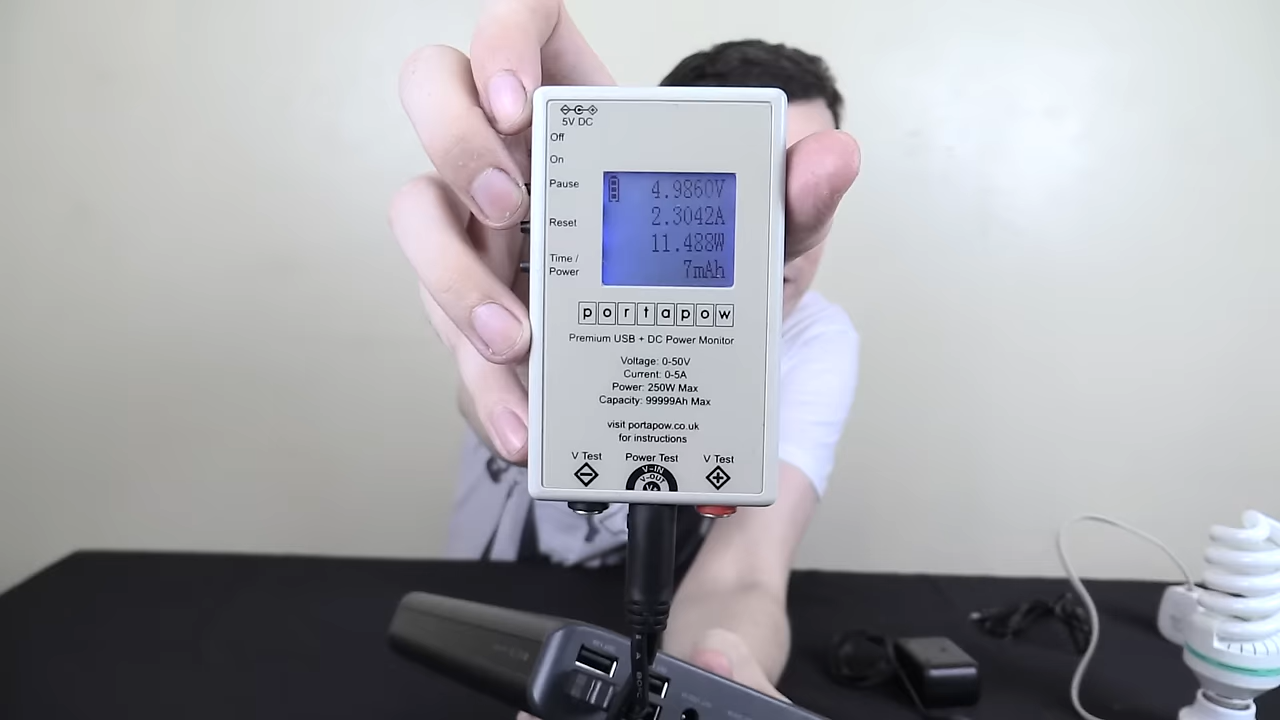 5V DC
Off
On
Pause
Reset
Time /
Power
4.9860V
2.3042A
11.488W
7mAh
portapow
Premium USB + DC Power Monitor
Voltage: 0-50V
Current: 0-5A
Power: 250W Max
Capacity: 99999Ah Max
visit portapow.co.uk
for instructions
V Test
Power Test
V Test
V-IN
V-OUT